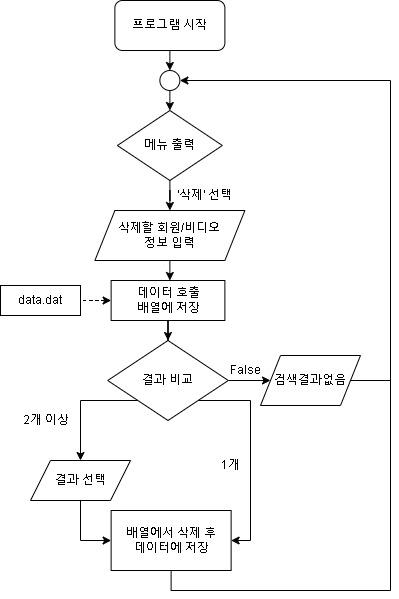 프로그램 시작
메뉴 출력
'삭제' 선택
삭제할 회원/비디오
정보 입력
data.dat
데이터 호출
배열에 저장
결과 비교
False
검색결과없음
2개 이상
1개
결과 선택
배열에서 삭제 후
데이터에 저장